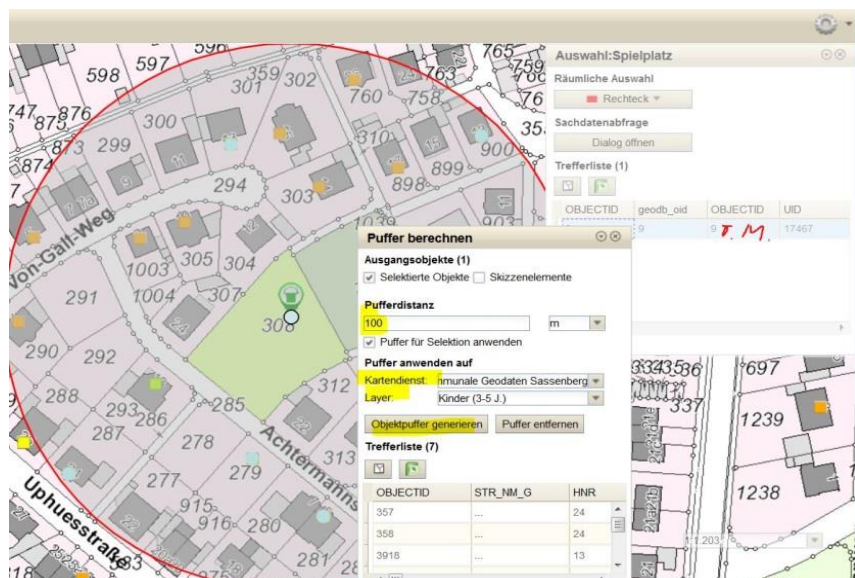 Auswahl:Spielplatz
Räumliche Auswahl
Rechteck
Sachdatenabfrage
Dialog öffnen
Trefferliste (1)
OBJECTID geodb_oid OBJECTID UID
9 9 T. M. 17467
Puffer berechnen
Ausgangsobjekte (1)
Selektierte Objekte Skizzenelemente
Pufferdistanz
100 m
Puffer für Selektion anwenden
Puffer anwenden auf
Kartendienst: nmunale Geodaten Sassenberg
Layer: Kinder (3-5 J.)
Objektpuffer generieren Puffer entfernen
Trefferliste (7)
OBJECTID STR_NM_G HNR
357 ... 24
358 ... 24
3918 ... 13
596
597
598
359
301
302
763
765
759
760
758
76
747
876
875
873
874
299
300
310
35
900
899
898
903
294
303
1039
Von-Gall-Weg
1003
305
304
1004
307
291
308
290
292
312
288
293
286
285
287
278
Achtermanns
313
279
277
Uphuesstraße
915
916
280
281
583
337
697
1239
1238
1:1.203